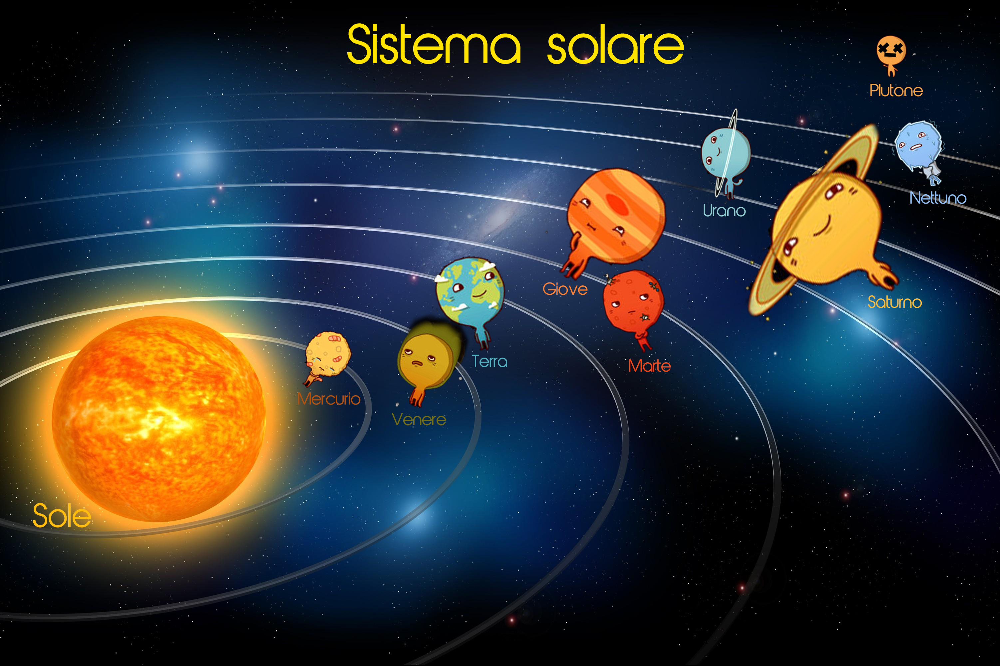 Sistema solare
Plutone
Nettuno
Urano
Giove
Saturno
Terra
Marte
Mercurio
Venere
Sole